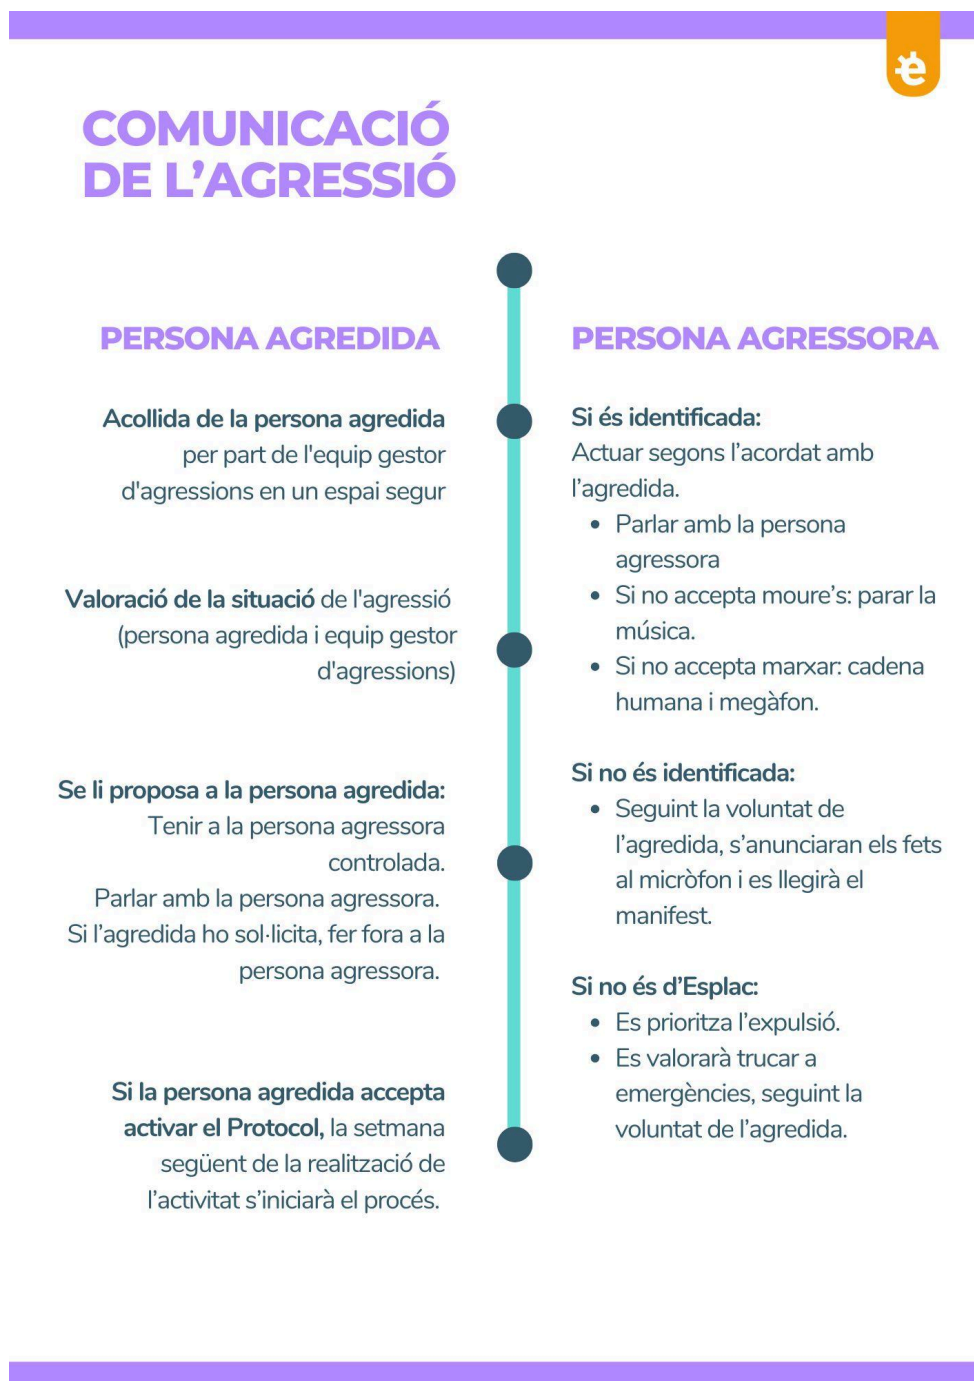 COMUNICACIÓ
DE L’AGRESSIÓ
PERSONA AGREDIDA
Acollida de la persona agredida
per part de l'equip gestor
d'agressions en un espai segur
Valoració de la situació de l'agressió
(persona agredida i equip gestor
d'agressions)
Se li proposa a la persona agredida:
Tenir a la persona agressora
controlada.
Parlar amb la persona agressora.
Si l’agredida ho sol·licita, fer fora a la
persona agressora.
Si la persona agredida accepta
activar el Protocol, la setmana
següent de la realització de
l’activitat s’iniciarà el procés.
PERSONA AGRESSORA
Si és identificada:
Actuar segons l’acordat amb
l’agredida.
• Parlar amb la persona
agressora
• Si no accepta moure’s: parar la
música.
• Si no accepta marxar: cadena
humana i megàfon.
Si no és identificada:
• Seguint la voluntat de
l’agredida, s’anunciaran els fets
al micròfon i es llegirà el
manifest.
Si no és d’Esplac:
• Es prioritza l’expulsió.
• Es valorarà trucar a
emergències, seguint la
voluntat de l’agredida.